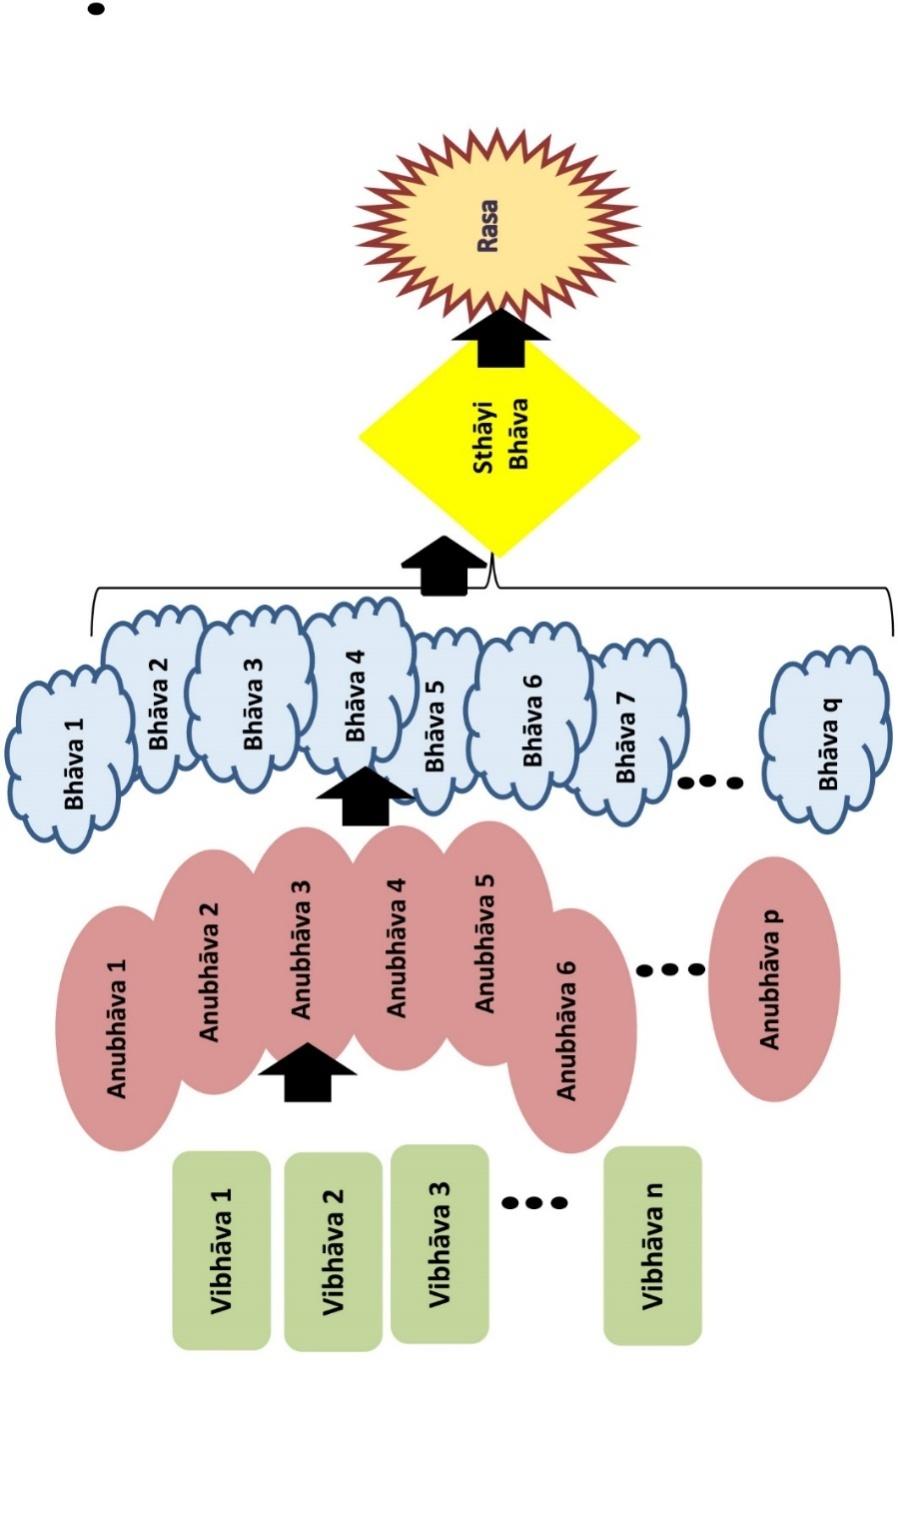 Vibhāva 1
Vibhāva 2
Vibhāva 3
Vibhāva n
Anubhāva 1
Anubhāva 2
Anubhāva 3
Anubhāva 4
Anubhāva 5
Anubhāva 6
Anubhāva p
Bhāva 1
Bhāva 2
Bhāva 3
Bhāva 4
Bhāva 5
Bhāva 6
Bhāva 7
Bhāva q
Sthāyi
Bhāva
Rasa